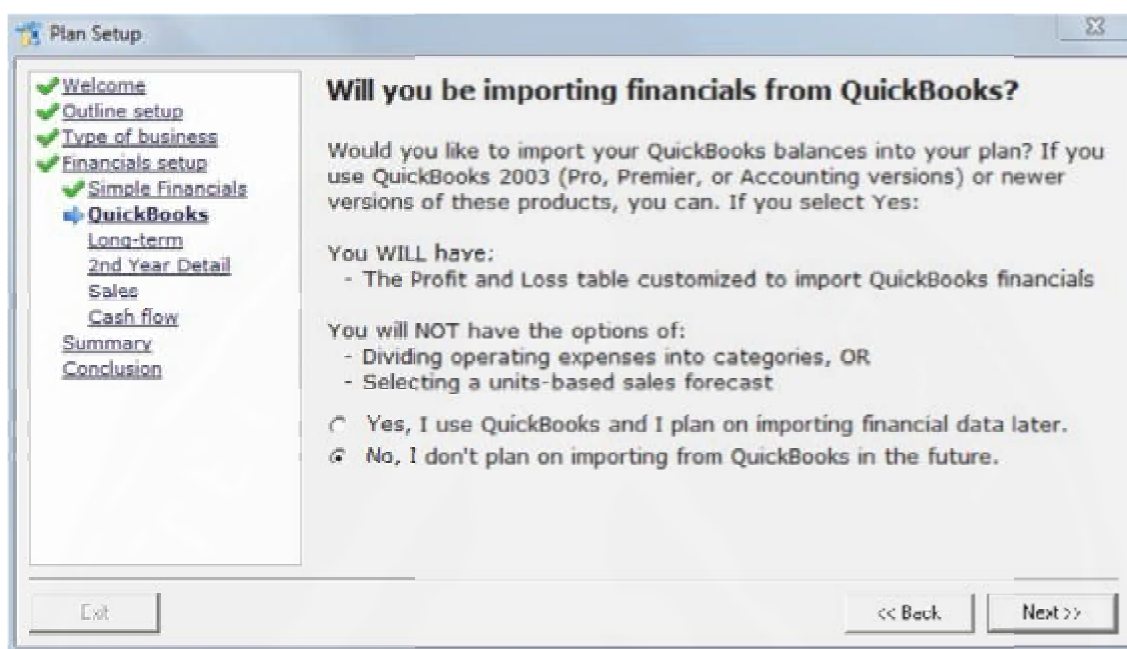 Plan Setup
Welcome
Outline setup
Type of business
Financials setup
Simple Financials
QuickBooks
Long-term
2nd Year Detail
Sales
Cash flow
Summary
Conclusion
Will you be importing financials from QuickBooks?
Would you like to import your QuickBooks balances into your plan? If you
use QuickBooks 2003 (Pro, Premier, or Accounting versions) or newer
versions of these products, you can. If you select Yes:
You WILL have:
- The Profit and Loss table customized to import QuickBooks financials
You will NOT have the options of:
- Dividing operating expenses into categories, OR
- Selecting a units-based sales forecast
Yes, I use QuickBooks and I plan on importing financial data later.
No, I don't plan on importing from QuickBooks in the future.
Exit
<< Back
Next >>